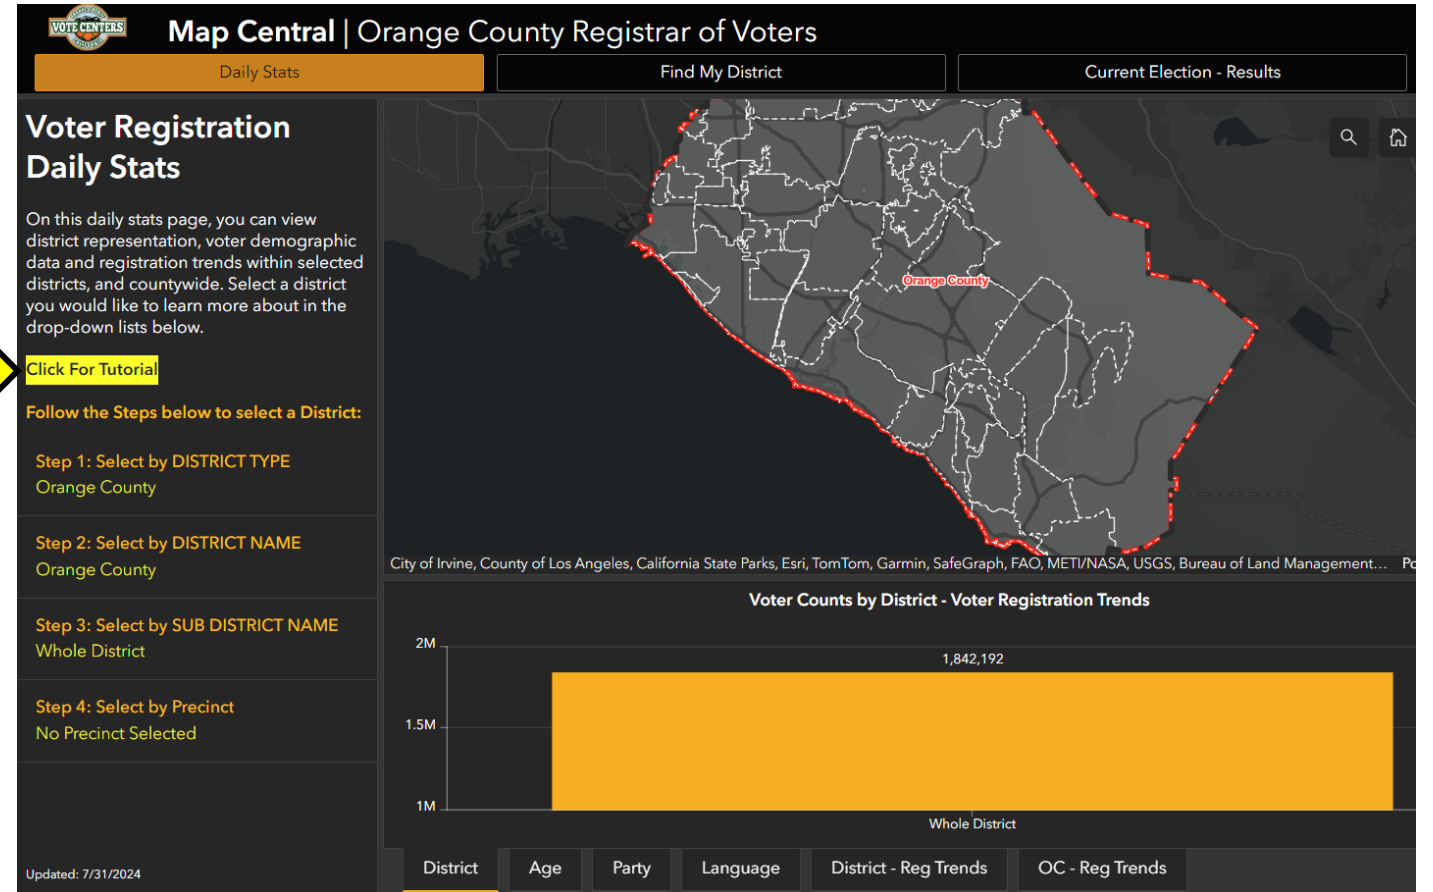 VOTE CENTERS
Map Central | Orange County Registrar of Voters
Daily Stats
Find My District
Current Election - Results
Voter Registration
Daily Stats
On this daily stats page, you can view
district representation, voter demographic
data and registration trends within selected
districts, and countywide. Select a district
you would like to learn more about in the
drop-down lists below.
Click For Tutorial
Follow the Steps below to select a District:
Step 1: Select by DISTRICT TYPE
Orange County
Step 2: Select by DISTRICT NAME
Orange County
Step 3: Select by SUB DISTRICT NAME
Whole District
Step 4: Select by Precinct
No Precinct Selected
Updated: 7/31/2024
Orange County
City of Irvine, County of Los Angeles, California State Parks, Esri, TomTom, Garmin, SafeGraph, FAO, METI/NASA, USGS, Bureau of Land Management... Po
Voter Counts by District - Voter Registration Trends
2M
1,842,192
1.5M
1M
Whole District
District
Age
Party
Language
District - Reg Trends
OC - Reg Trends